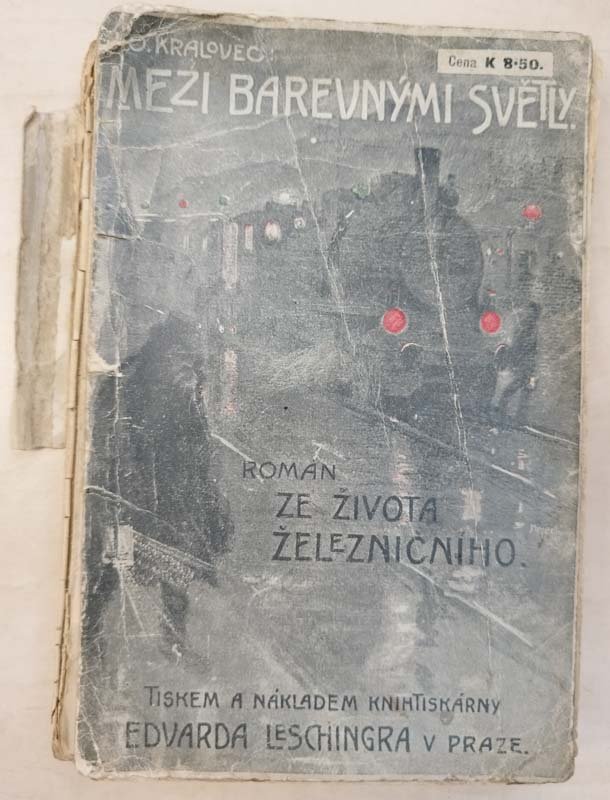 O. KRALOVEC:
Cena K 8·50.
MEZI BAREVNÝMI SVĚTLY.
ROMÁN
ZE ŽIVOTA
ŽELEZNIČNÍHO.
TISKEM A NÁKLADEM KNIHTISKÁRNY
EDVARDA LESCHINGRA V PRAZE.